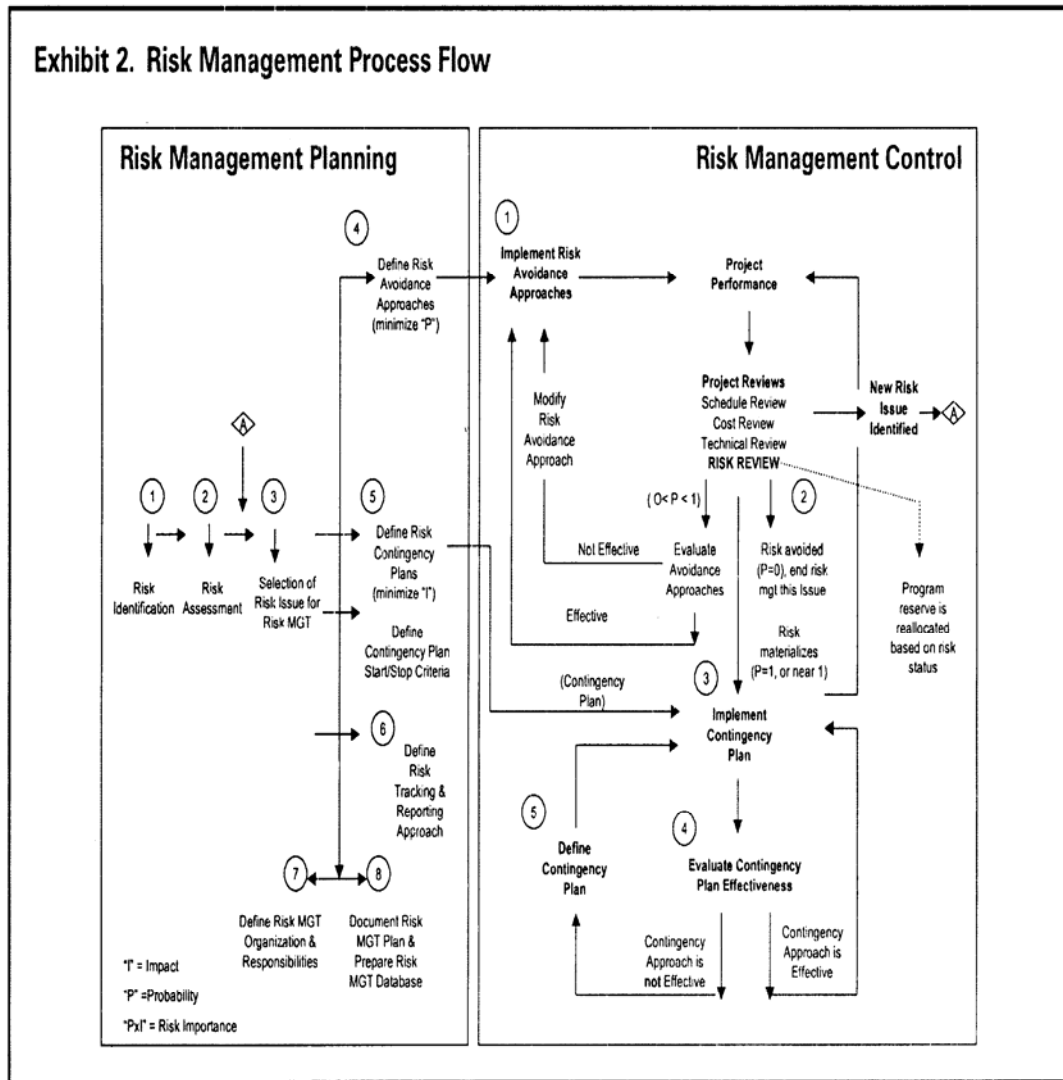 Exhibit 2. Risk Management Process Flow
Risk Management Planning
4
Define Risk
Avoidance
Approaches
(minimize "P")
A
1
2
3
5
Risk
Identification
Risk
Assessment
Selection of
Risk Issue for
Risk MGT
Define Risk
Contingency
Plans
(minimize "I")
Define
Contingency Plan
Start/Stop Criteria
6
Define
Risk
Tracking &
Reporting
Approach
7
8
Define Risk MGT
Organization &
Responsibilities
Document Risk
MGT Plan &
Prepare Risk
MGT Database
"I" = Impact
"P" =Probability
"PxI" = Risk Importance
Risk Management Control
1
Implement Risk
Avoidance
Approaches
Project
Performance
Modify
Risk
Avoidance
Approach
Project Reviews
Schedule Review
Cost Review
Technical Review
RISK REVIEW
New Risk
Issue
Identified
A
( O< P < 1)
2
Not Effective
Evaluate
Avoidance
Approaches
Risk avoided
(P=0), end risk
mgt this Issue
Program
reserve is
reallocated
based on risk
status
Effective
Risk
materializes
(P=1, or near 1)
(Contingency
Plan)
3
Implement
Contingency
Plan
5
Define
Contingency
Plan
4
Evaluate Contingency
Plan Effectiveness
Contingency
Approach is
not Effective
Contingency
Approach is
Effective